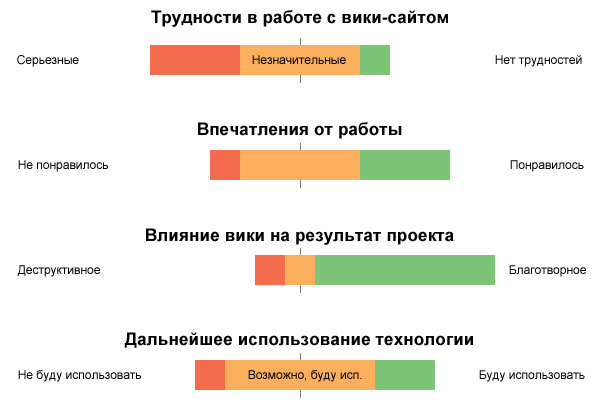 Трудности в работе с вики-сайтом
Серьезные Незначительные Нет трудностей
Впечатления от работы
Не понравилось Понравилось
Влияние вики на результат проекта
Деструктивное Благотворное
Дальнейшее использование технологии
Не буду использовать Возможно, буду исп. Буду использовать